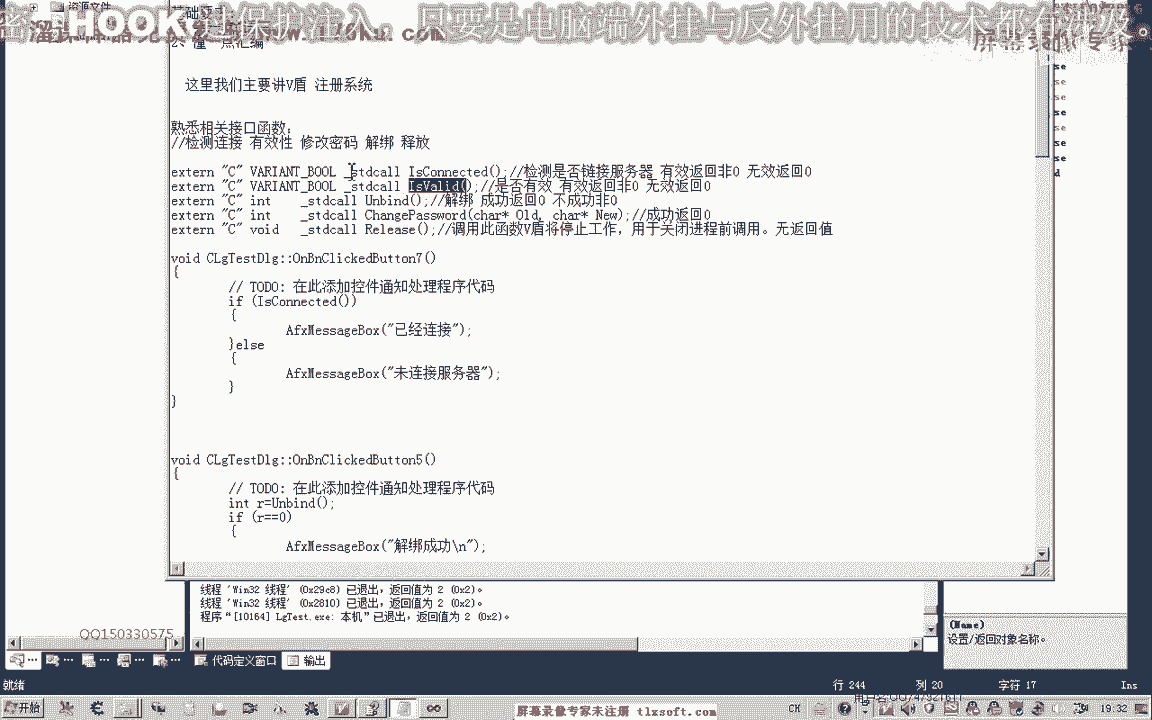 资源文件
密 HOOK 过保护注入。只要是电脑端外挂与反外挂用的技术都会涉及
屏幕录像专家
2、懂一点汇编
这里我们主要讲V盾 注册系统
熟悉相关接口函数：
//检测连接 有效性 修改密码 解绑 释放
extern "C" VARIANT_BOOL _stdcall IsConnected();//检测是否链接服务器 有效返回非0 无效返回0
extern "C" VARIANT_BOOL _stdcall IsValid();//是否有效 有效返回非0 无效返回0
extern "C" int _stdcall Unbind();//解绑 成功返回0 不成功非0
extern "C" int _stdcall ChangePassword(char* Old, char* New);//成功返回0
extern "C" void _stdcall Release();//调用此函数V盾将停止工作，用于关闭进程前调用。无返回值
void CLgTestDlg::OnBnClickedButton7()
{
// TODO: 在此添加控件通知处理程序代码
if (IsConnected())
{
AfxMessageBox("已经连接");
}else
{
AfxMessageBox("未连接服务器");
}
}
void CLgTestDlg::OnBnClickedButton5()
{
// TODO: 在此添加控件通知处理程序代码
int r=Unbind();
if (r==0)
{
AfxMessageBox("解绑成功\n");
线程 'Win32 线程' (0x29c8) 已退出，返回值为 2 (0x2)。
线程 'Win32 线程' (0x2810) 已退出，返回值为 2 (0x2)。
程序“[10164] LgTest.exe: 本机”已退出，返回值为 2 (0x2)。
(Name)
设置/返回对象名称。
QQ150330575
代码定义窗口
输出
就绪
行 244
列 20
字符 17
Ins
开始
屏幕录像专家未注册 tlxsoft.com
CH
19:32